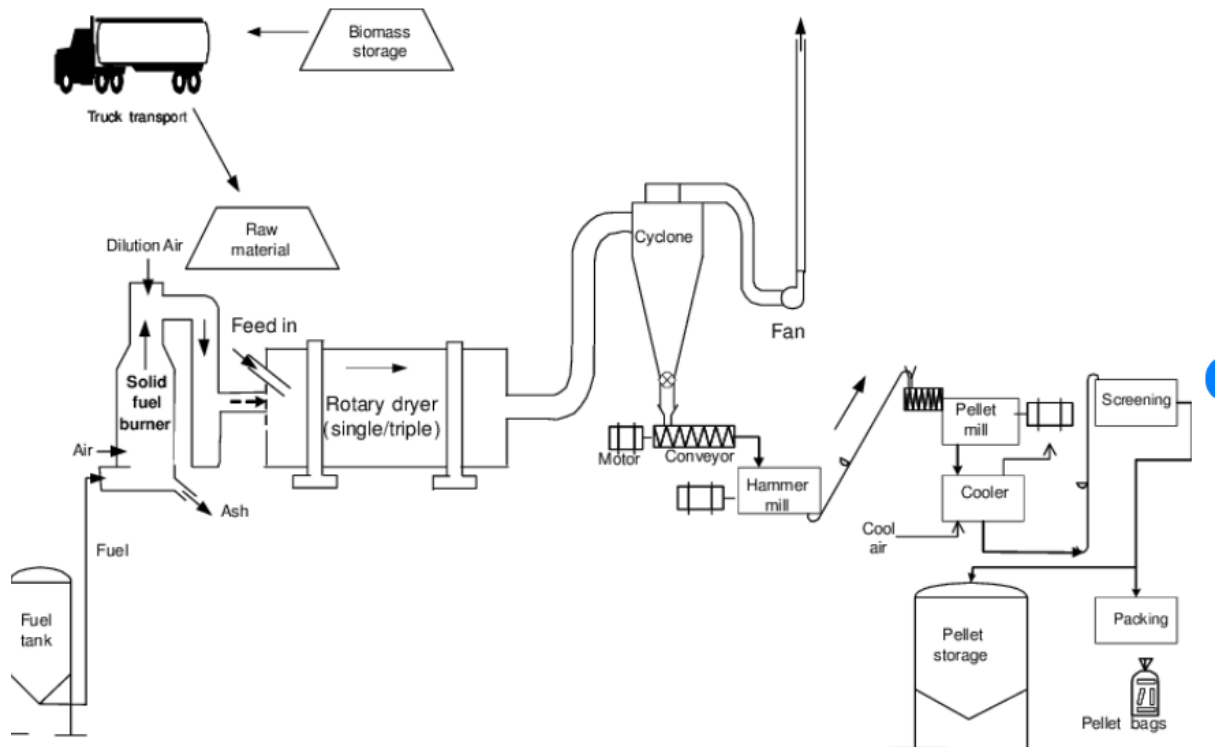 Biomass
storage
Truck transport
Raw
material
Dilution Air
Feed in
Solid
fuel
burner
Air
Ash
Fuel
Fuel
tank
Rotary dryer
(single/triple)
Cyclone
Fan
Motor
Conveyor
Hammer
mill
Pellet
mill
Cooler
Cool
air
Screening
Pellet
storage
Packing
Pellet bags